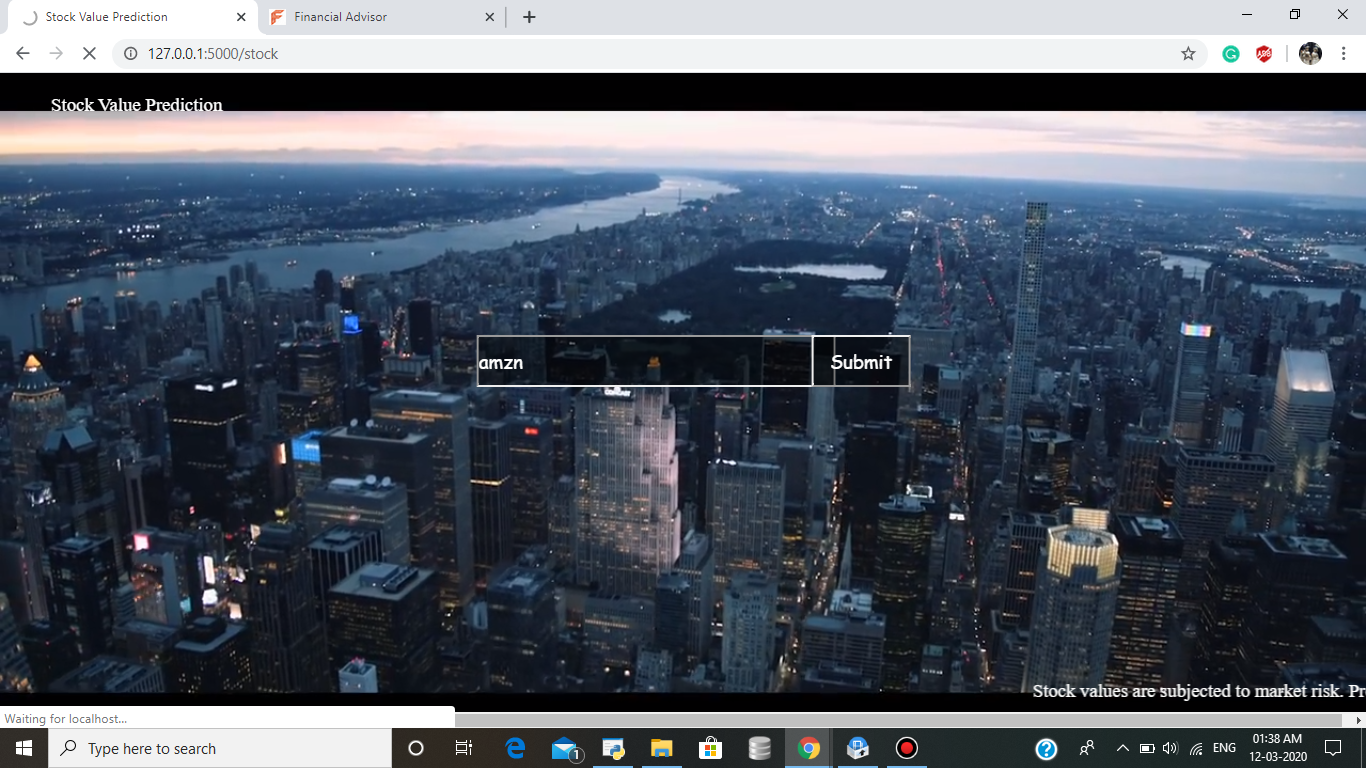 Stock Value Prediction
Financial Advisor
127.0.0.1:5000/stock
Stock Value Prediction
amzn
Submit
Stock values are subjected to market risk. Pr
Waiting for localhost...
Type here to search
1
ENG
01:38 AM
12-03-2020